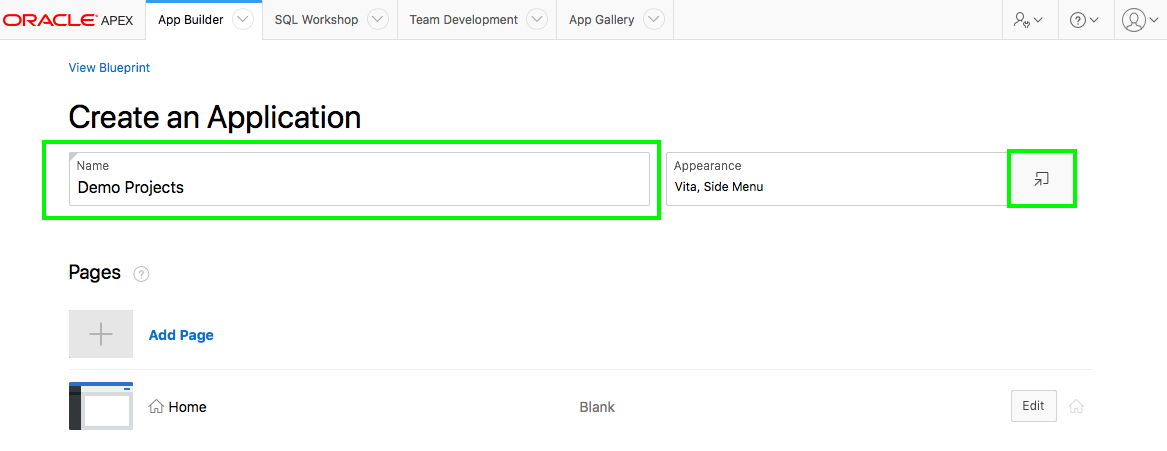 ORACLE APEX App Builder SQL Workshop Team Development App Gallery ?
View Blueprint
Create an Application
Name
Demo Projects
Appearance
Vita, Side Menu
Pages ?
Add Page
Home Blank Edit